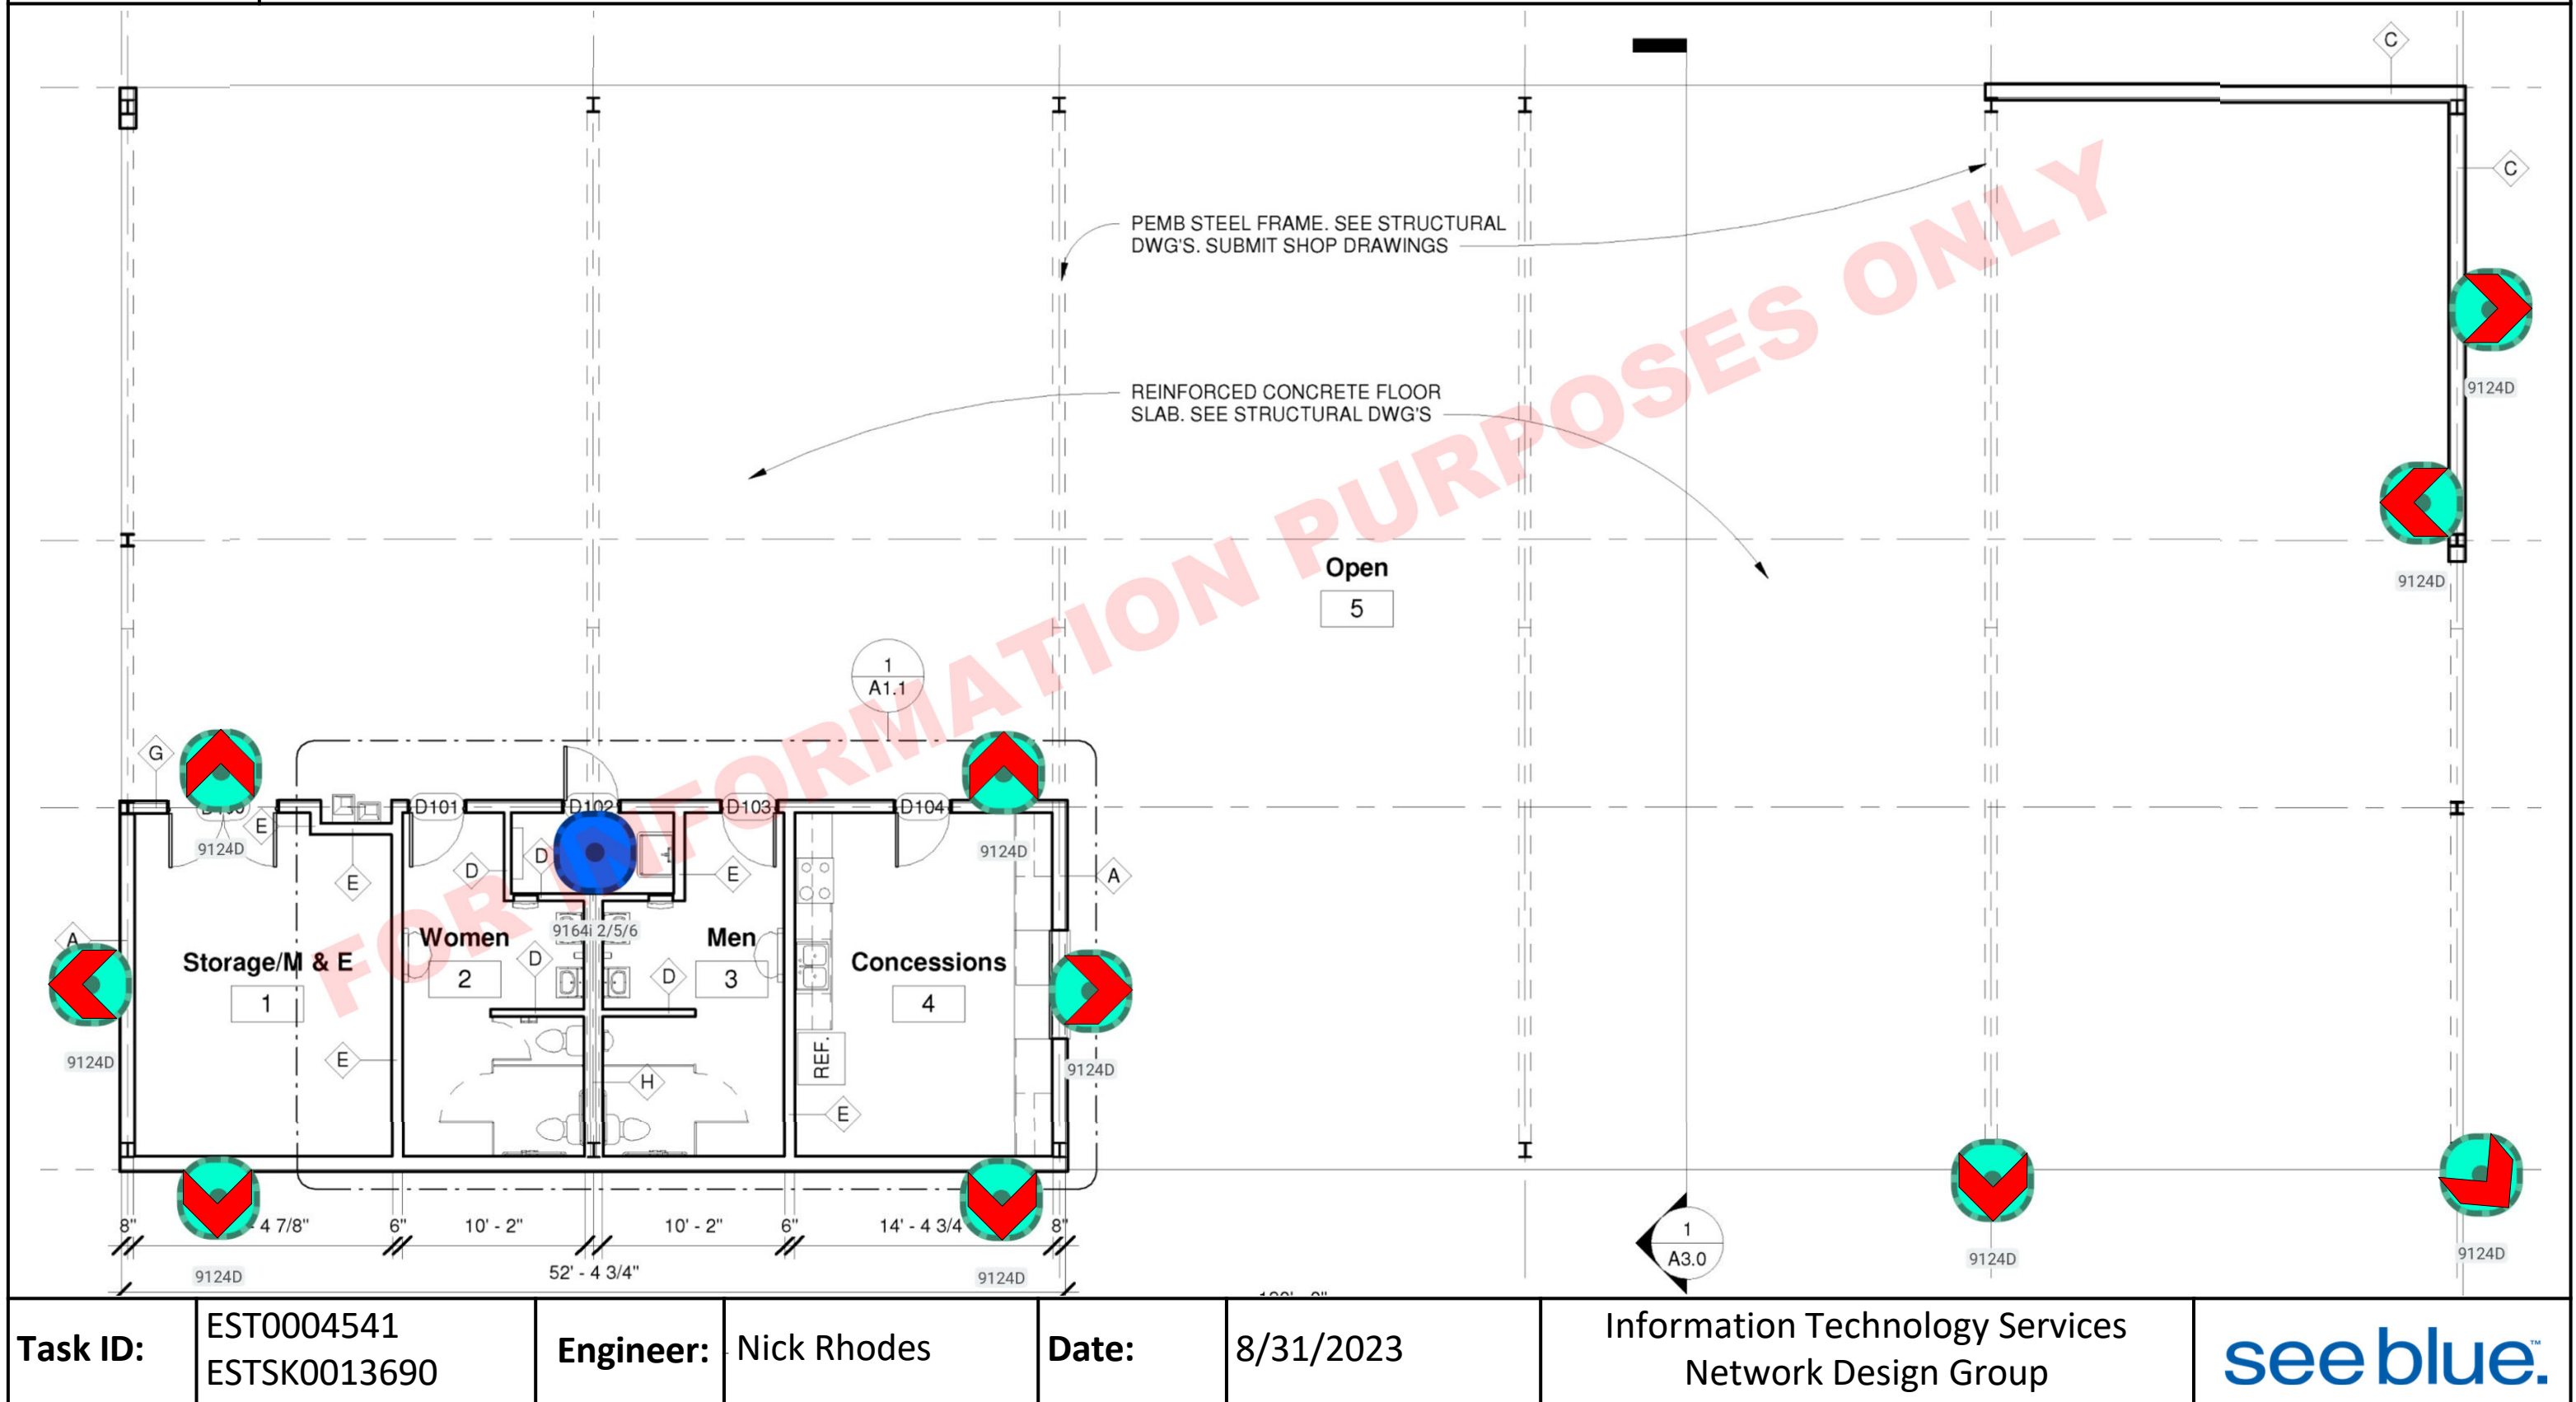 C
C
PEMB STEEL FRAME. SEE STRUCTURAL
DWG'S. SUBMIT SHOP DRAWINGS
FOR INFORMATION PURPOSES ONLY
9124D
REINFORCED CONCRETE FLOOR
SLAB. SEE STRUCTURAL DWG'S
Open
5
9124D
1
A1.1
G
D101
D102
D103
D104
E
9124D
9124D
D
D
E
E
A
A
9164i 2/5/6
Women
2
Men
3
Storage/M & E
1
Concessions
4
D
D
REF.
9124D
9124D
E
H
E
8"
4 7/8"
6"
10' - 2"
10' - 2"
6"
14' - 4 3/4
8"
1
A3.0
9124D
9124D
9124D
9124D
52' - 4 3/4"
Task ID:
EST0004541
ESTSK0013690
Engineer:
Nick Rhodes
Date:
8/31/2023
Information Technology Services
Network Design Group
see blue.™